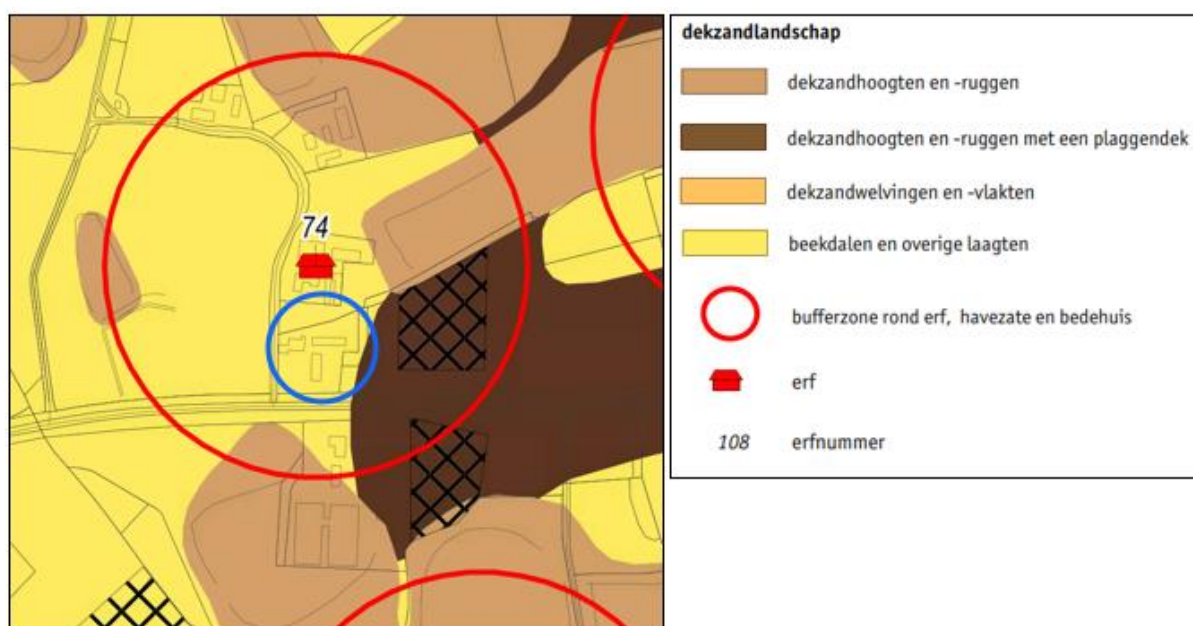 74
dekzandlandschap
dekzandhoogten en -ruggen
dekzandhoogten en -ruggen met een plaggendek
dekzandwelvingen en -vlakten
beekdalen en overige laagten
bufferzone rond erf, havezate en bedehuis
erf
108 erfnummer